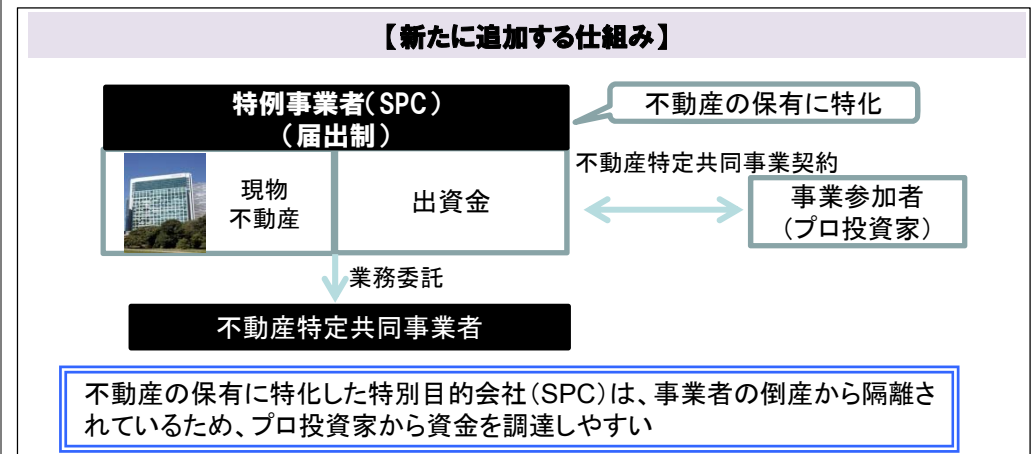 【新たに追加する仕組み】
特例事業者(SPC)
(届出制)
不動産の保有に特化
現物
不動産
出資金
不動産特定共同事業契約
事業参加者
(プロ投資家)
業務委託
不動産特定共同事業者
不動産の保有に特化した特別目的会社(SPC)は、事業者の倒産から隔離さ
れているため、プロ投資家から資金を調達しやすい